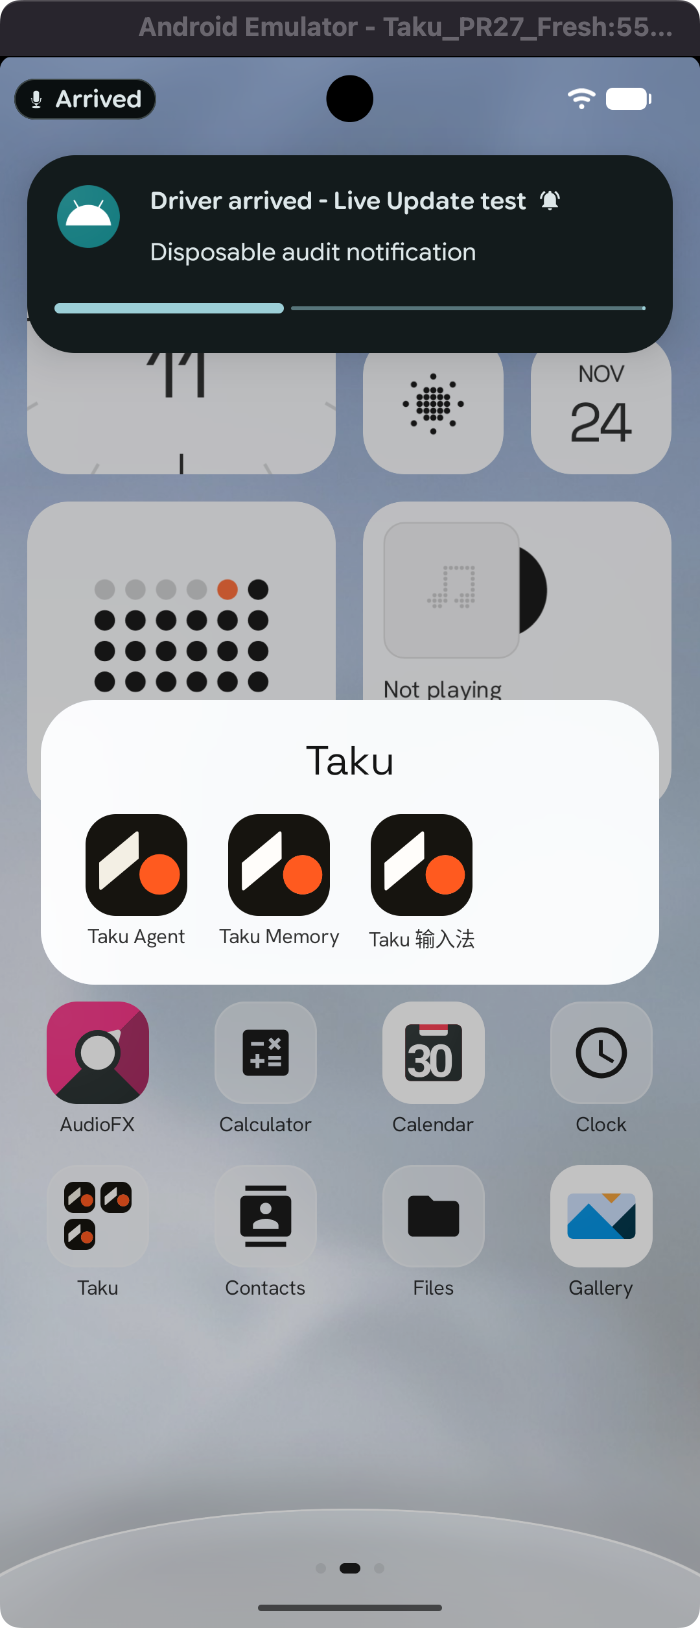 Android Emulator - Taku_PR27_Fresh:55...
Arrived
Driver arrived - Live Update test
Disposable audit notification
11
NOV
24
Not playing
Taku
Taku Agent
Taku Memory
Taku 输入法
30
AudioFX
Calculator
Calendar
Clock
Taku
Contacts
Files
Gallery